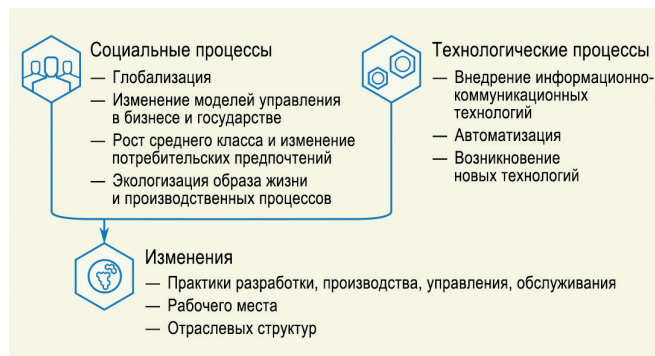 Социальные процессы
— Глобализация
— Изменение моделей управления
в бизнесе и государстве
— Рост среднего класса и изменение
потребительских предпочтений
— Экологизация образа жизни
и производственных процессов
Технологические процессы
— Внедрение информационно-
коммуникационных
технологий
— Автоматизация
— Возникновение
новых технологий
Изменения
— Практики разработки, производства, управления, обслуживания
— Рабочего места
— Отраслевых структур